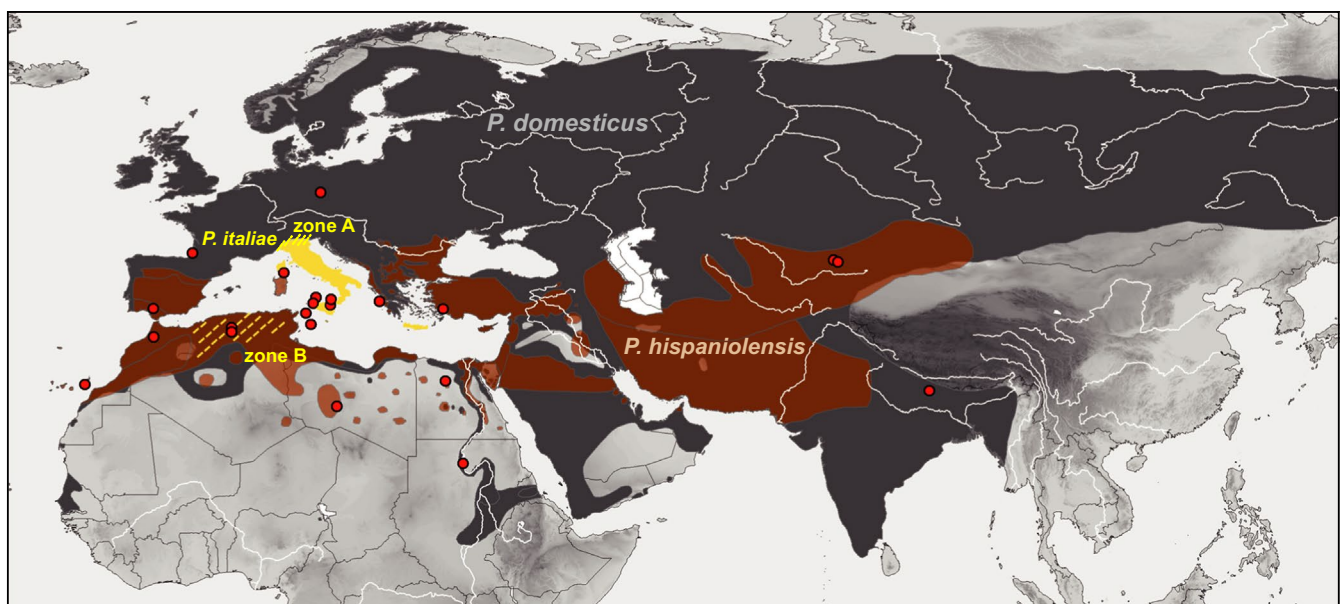 P. domesticus
zone A
P. italiae
P. hispaniolensis
zone B